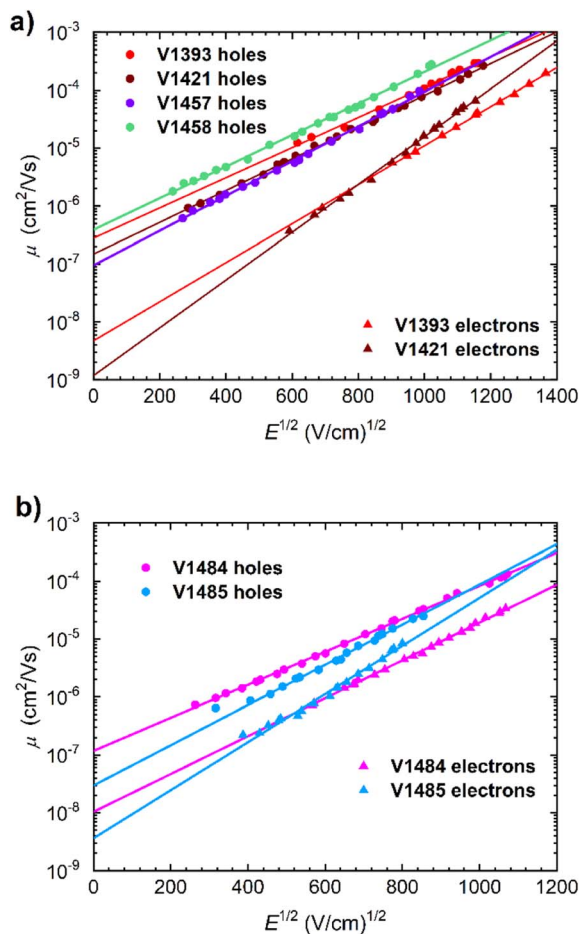 a)
10⁻³
10⁻⁴
10⁻⁵
10⁻⁶
10⁻⁷
10⁻⁸
10⁻⁹
μ (cm²/Vs)
V1393 holes
V1421 holes
V1457 holes
V1458 holes
V1393 electrons
V1421 electrons
0 200 400 600 800 1000 1200 1400
E¹/² (V/cm)¹/²
b)
10⁻³
10⁻⁴
10⁻⁵
10⁻⁶
10⁻⁷
10⁻⁸
10⁻⁹
μ (cm²/Vs)
V1484 holes
V1485 holes
V1484 electrons
V1485 electrons
0 200 400 600 800 1000 1200
E¹/² (V/cm)¹/²